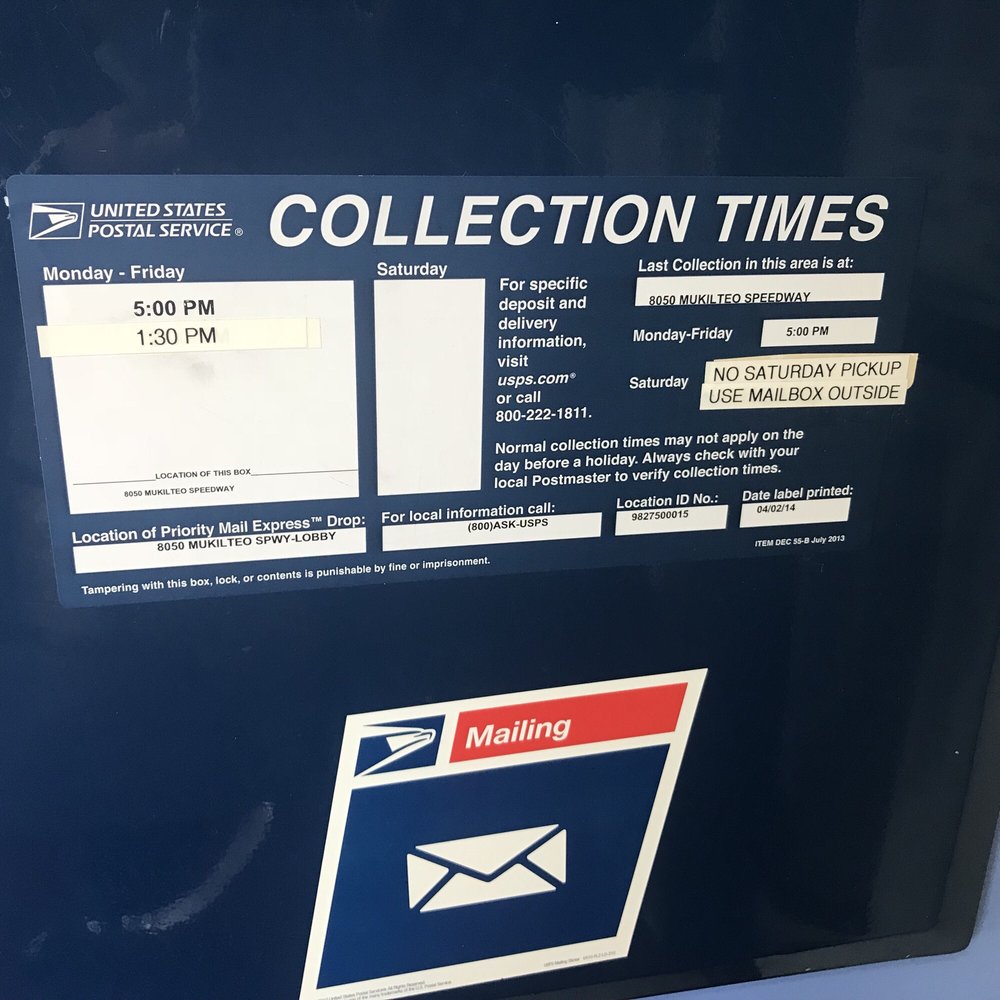 UNITED STATES
POSTAL SERVICE®
COLLECTION TIMES
Monday - Friday
5:00 PM
1:30 PM
LOCATION OF THIS BOX
8050 MUKILTEO SPEEDWAY
Saturday
For specific
deposit and
delivery
information,
visit
usps.com®
or call
800-222-1811.
Last Collection in this area is at:
8050 MUKILTEO SPEEDWAY
Monday-Friday
5:00 PM
Saturday
NO SATURDAY PICKUP
USE MAILBOX OUTSIDE
Normal collection times may not apply on the
day before a holiday. Always check with your
local Postmaster to verify collection times.
Location of Priority Mail Express™ Drop:
8050 MUKILTEO SPWY-LOBBY
For local information call:
(800)ASK-USPS
Location ID No.:
9827500015
Date label printed:
04/02/14
ITEM DEC 55-B July 2013
Tampering with this box, lock, or contents is punishable by fine or imprisonment.
Mailing